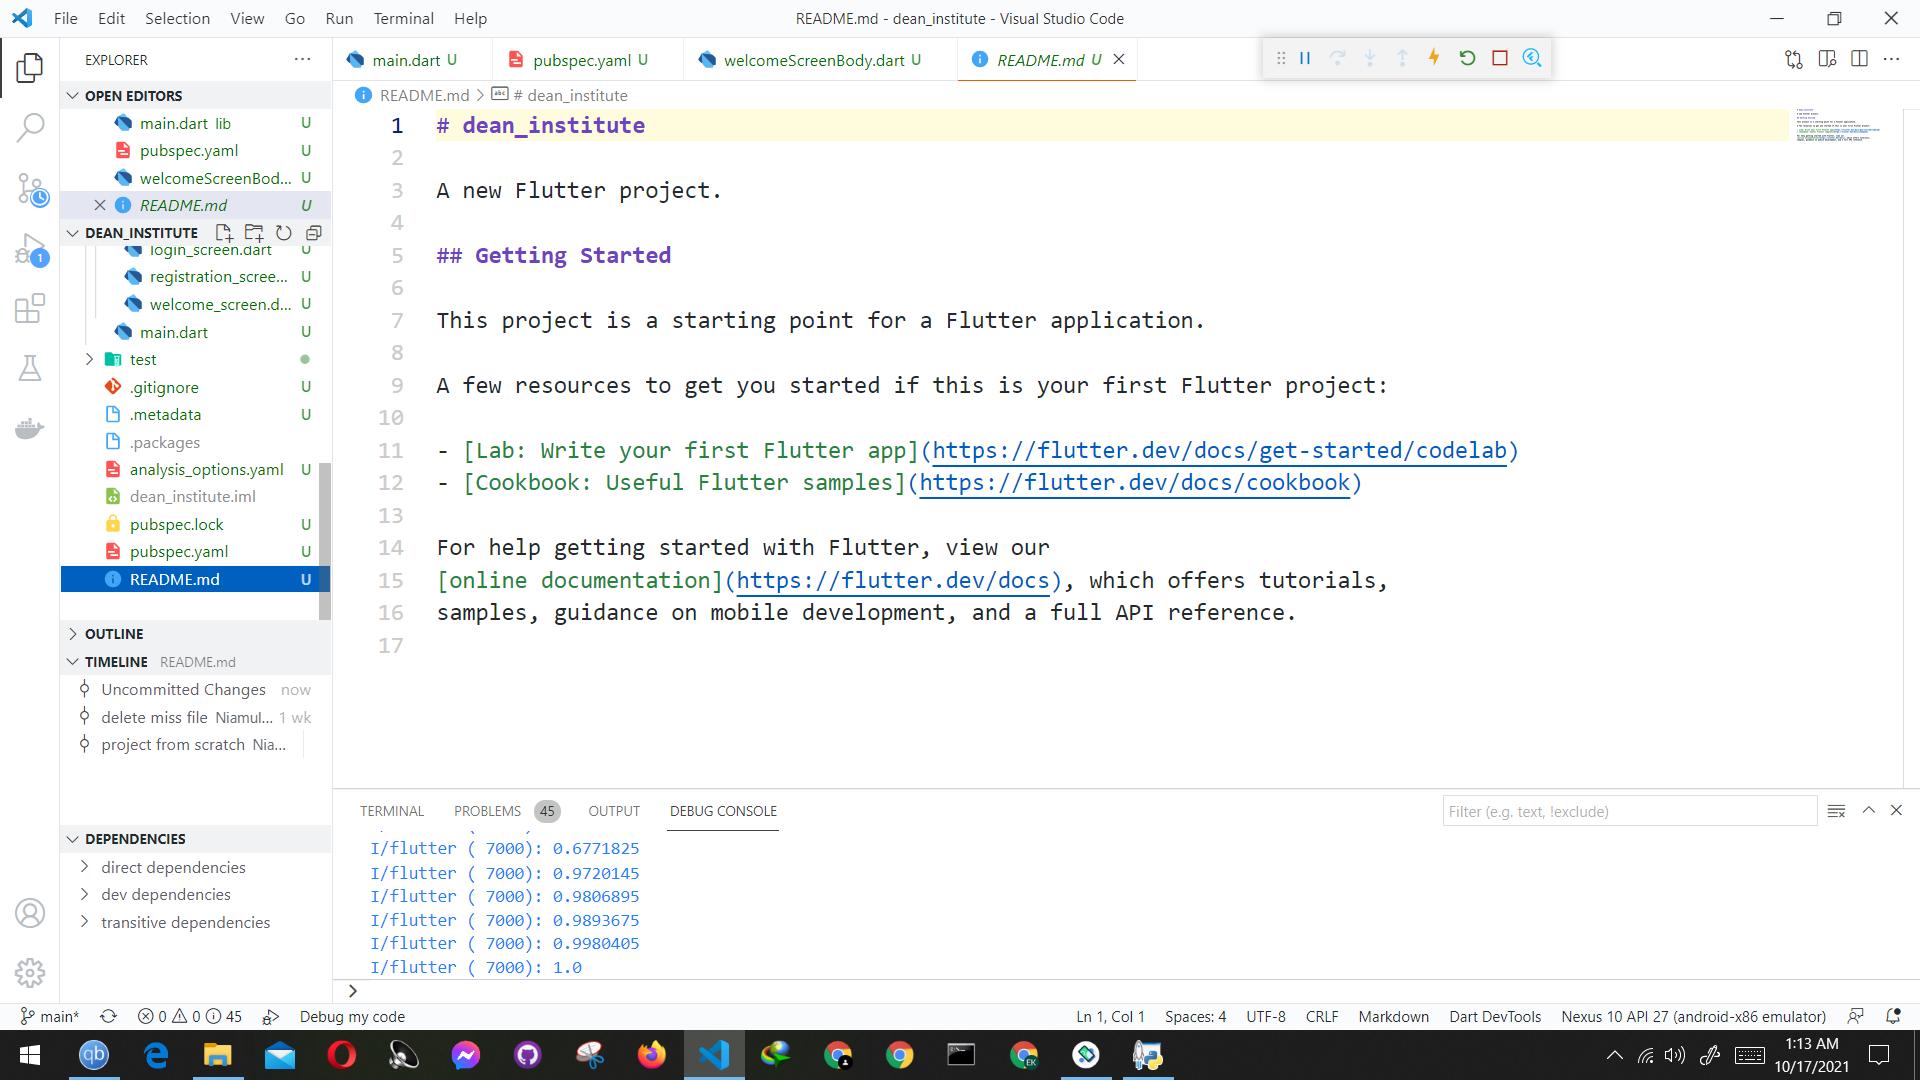 File Edit Selection View Go Run Terminal Help
README.md - dean_institute - Visual Studio Code
EXPLORER
OPEN EDITORS
main.dart lib U
pubspec.yaml U
welcomeScreenBod... U
README.md U
DEAN_INSTITUTE
login_screen.dart U
registration_scree... U
welcome_screen.d... U
main.dart U
test
.gitignore U
.metadata U
.packages
analysis_options.yaml U
dean_institute.iml
pubspec.lock U
pubspec.yaml U
README.md U
OUTLINE
TIMELINE README.md
Uncommitted Changes now
delete miss file Niamul... 1 wk
project from scratch Nia...
DEPENDENCIES
direct dependencies
dev dependencies
transitive dependencies
1
main.dart U
pubspec.yaml U
welcomeScreenBody.dart U
README.md U
README.md > # dean_institute
1 # dean_institute
2
3 A new Flutter project.
4
5 ## Getting Started
6
7 This project is a starting point for a Flutter application.
8
9 A few resources to get you started if this is your first Flutter project:
10
11 - [Lab: Write your first Flutter app](https://flutter.dev/docs/get-started/codelab)
12 - [Cookbook: Useful Flutter samples](https://flutter.dev/docs/cookbook)
13
14 For help getting started with Flutter, view our
15 [online documentation](https://flutter.dev/docs), which offers tutorials,
16 samples, guidance on mobile development, and a full API reference.
17
TERMINAL PROBLEMS 45 OUTPUT DEBUG CONSOLE
Filter (e.g. text, !exclude)
I/flutter ( 7000): 0.6771825
I/flutter ( 7000): 0.9720145
I/flutter ( 7000): 0.9806895
I/flutter ( 7000): 0.9893675
I/flutter ( 7000): 0.9980405
I/flutter ( 7000): 1.0
>
main* 0 0 45 Debug my code
Ln 1, Col 1 Spaces: 4 UTF-8 CRLF Markdown Dart DevTools Nexus 10 API 27 (android-x86 emulator)
qb
EK
1:13 AM
10/17/2021